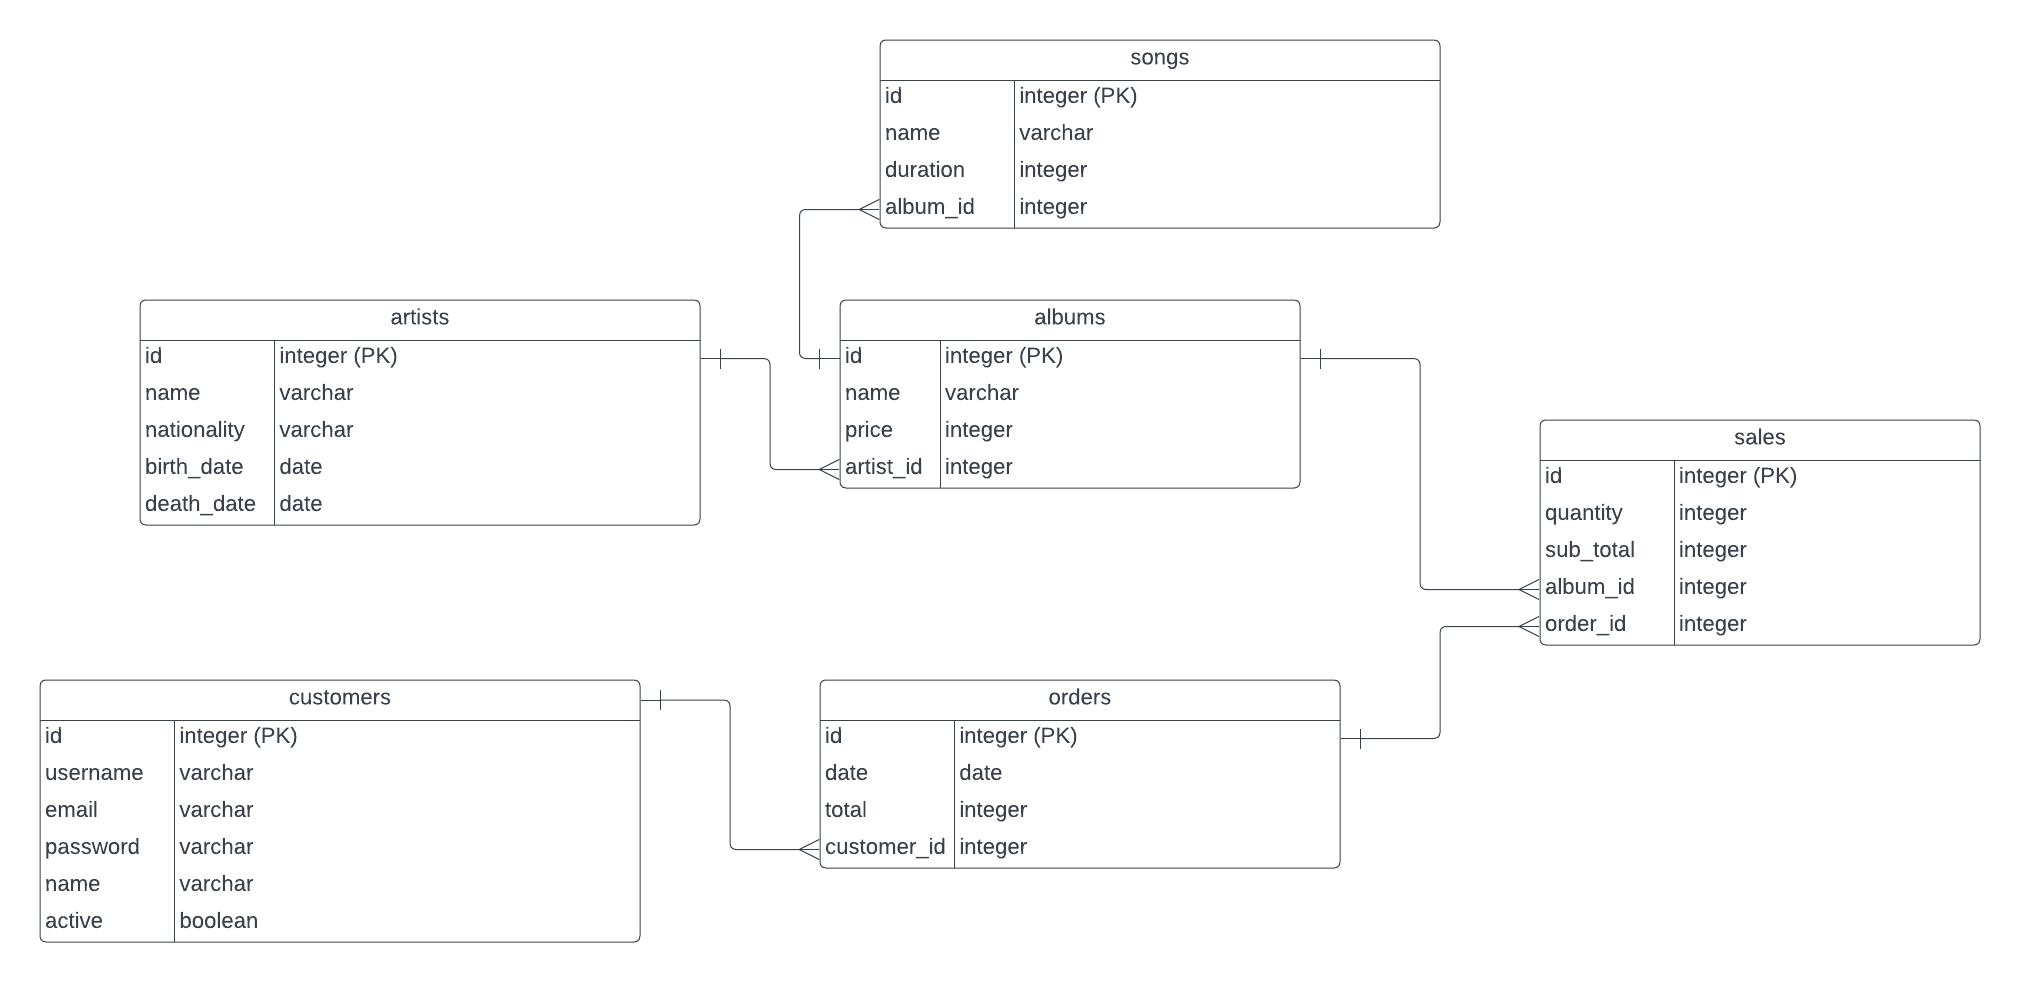 songs
id integer (PK)
name varchar
duration integer
album_id integer
artists
id integer (PK)
name varchar
nationality varchar
birth_date date
death_date date
albums
id integer (PK)
name varchar
price integer
artist_id integer
sales
id integer (PK)
quantity integer
sub_total integer
album_id integer
order_id integer
customers
id integer (PK)
username varchar
email varchar
password varchar
name varchar
active boolean
orders
id integer (PK)
date date
total integer
customer_id integer